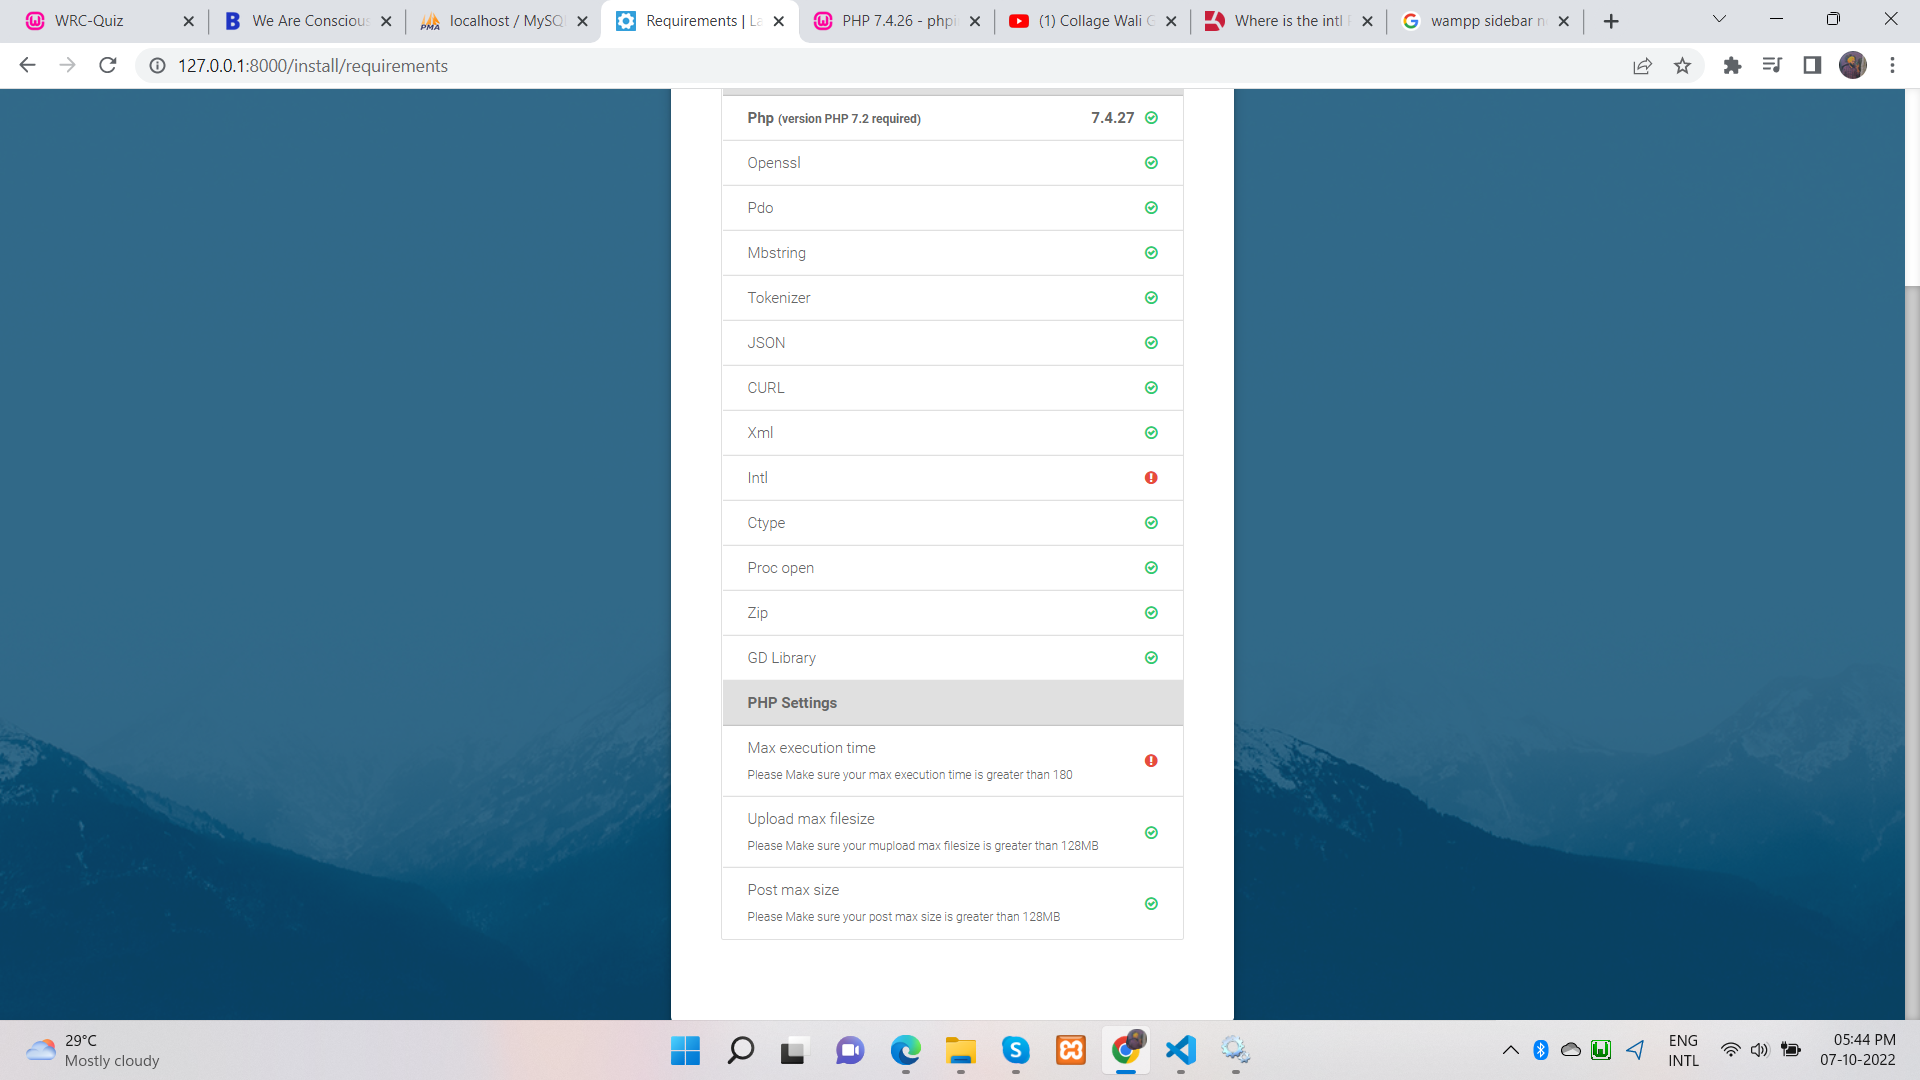 WRC-Quiz
We Are Conscious
localhost / MySQL
Requirements | La
PHP 7.4.26 - phpi
(1) Collage Wali G
Where is the intl
wampp sidebar n
127.0.0.1:8000/install/requirements
Php (version PHP 7.2 required) 7.4.27
Openssl
Pdo
Mbstring
Tokenizer
JSON
CURL
Xml
Intl
Ctype
Proc open
Zip
GD Library
PHP Settings
Max execution time
Please Make sure your max execution time is greater than 180
Upload max filesize
Please Make sure your mupload max filesize is greater than 128MB
Post max size
Please Make sure your post max size is greater than 128MB
29°C
Mostly cloudy
ENG
INTL
05:44 PM
07-10-2022